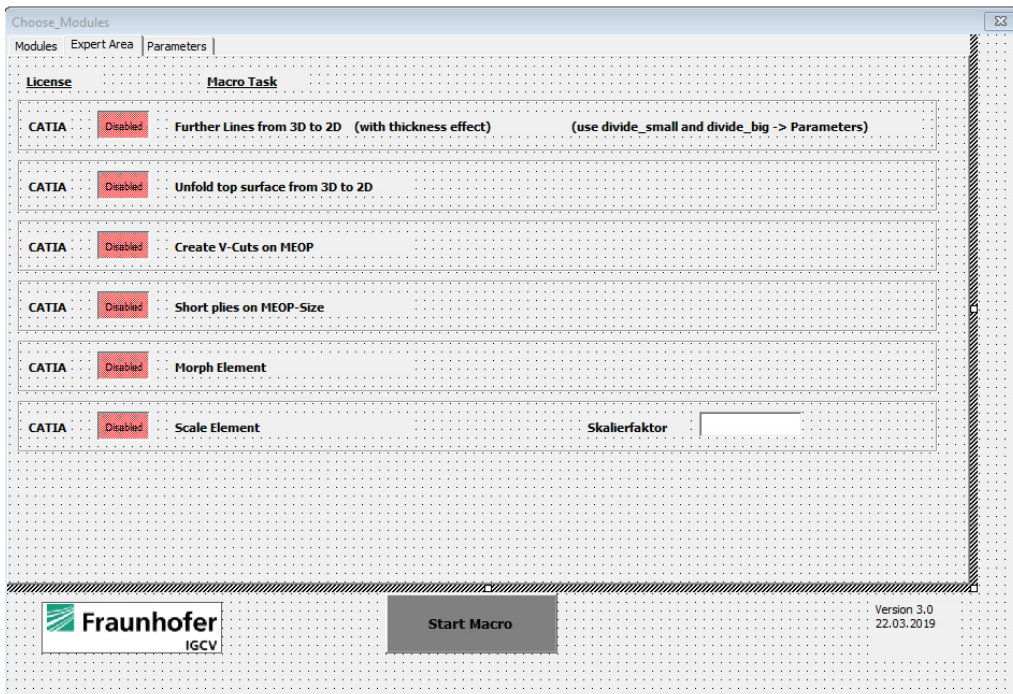 Choose_Modules
Modules Expert Area Parameters
License Macro Task
CATIA Disabled Further Lines from 3D to 2D (with thickness effect) (use divide_small and divide_big -> Parameters)
CATIA Disabled Unfold top surface from 3D to 2D
CATIA Disabled Create V-Cuts on MEOP
CATIA Disabled Short plies on MEOP-Size
CATIA Disabled Morph Element
CATIA Disabled Scale Element Skalierfaktor
Fraunhofer
IGCV
Start Macro
Version 3.0
22.03.2019